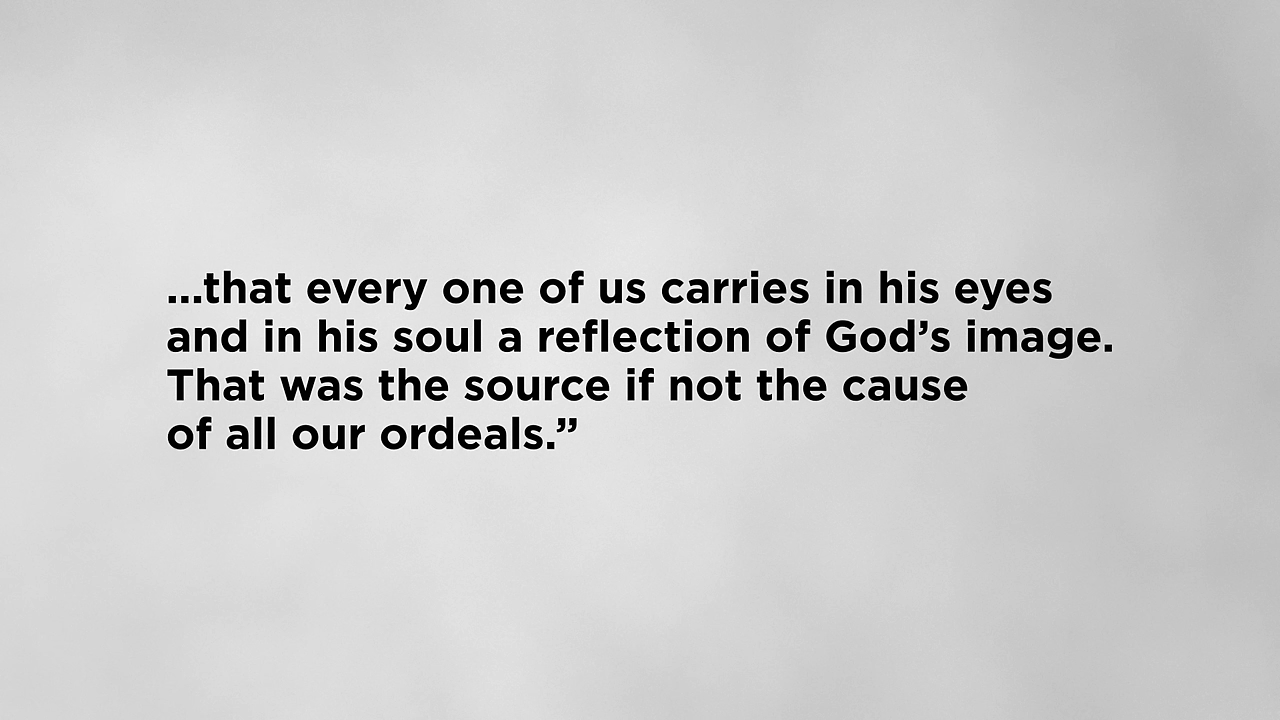 ...that every one of us carries in his eyes
and in his soul a reflection of God’s image.
That was the source if not the cause
of all our ordeals.”